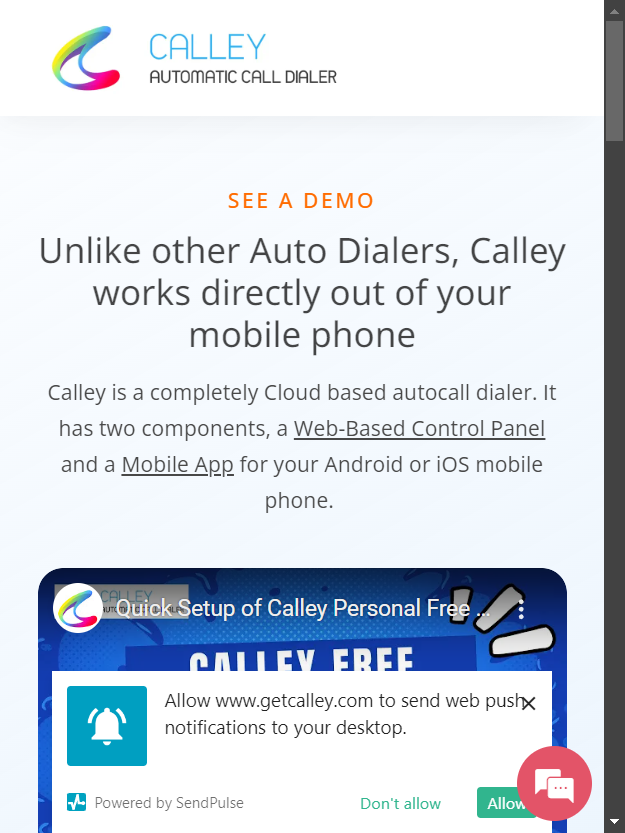 CALLEY
AUTOMATIC CALL DIALER
SEE A DEMO
Unlike other Auto Dialers, Calley
works directly out of your
mobile phone
Calley is a completely Cloud based autocall dialer. It
has two components, a Web-Based Control Panel
and a Mobile App for your Android or iOS mobile
phone.
CALLEY
AUTOMATIC CALL DIALER
Quick Setup of Calley Personal Free ...
CALLEY FREE
Allow www.getcalley.com to send web push
notifications to your desktop.
Powered by SendPulse
Don't allow
Allow